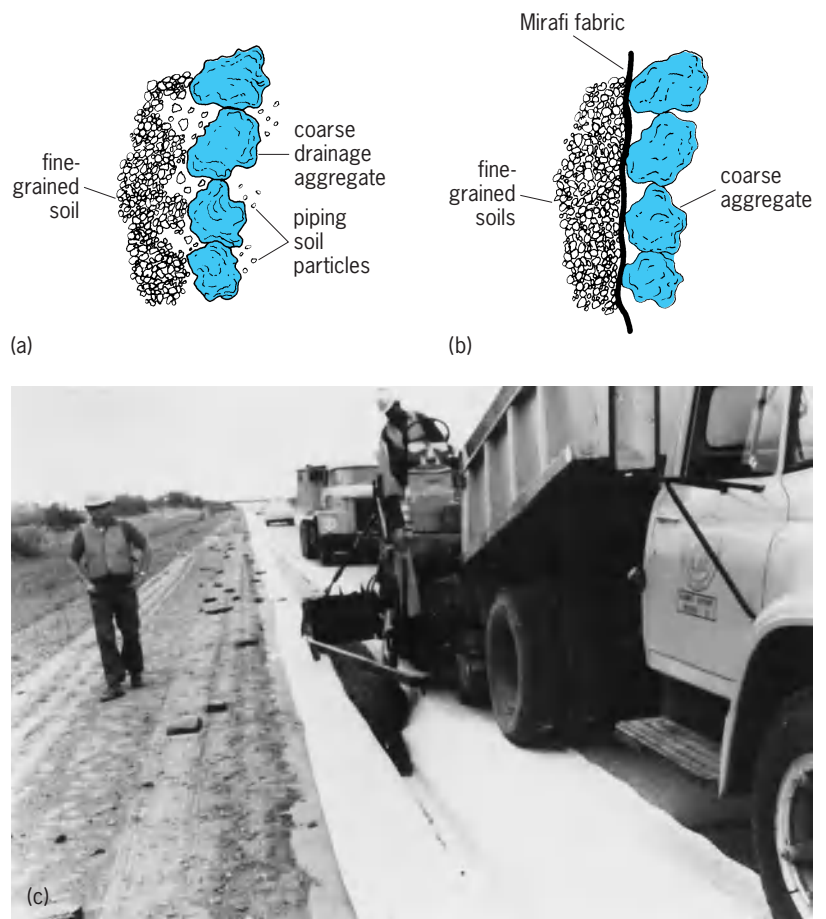 Mirafi fabric
fine-
grained
soil
coarse
drainage
aggregate
piping
soil
particles
(a)
fine-
grained
soils
coarse
aggregate
(b)
(c)